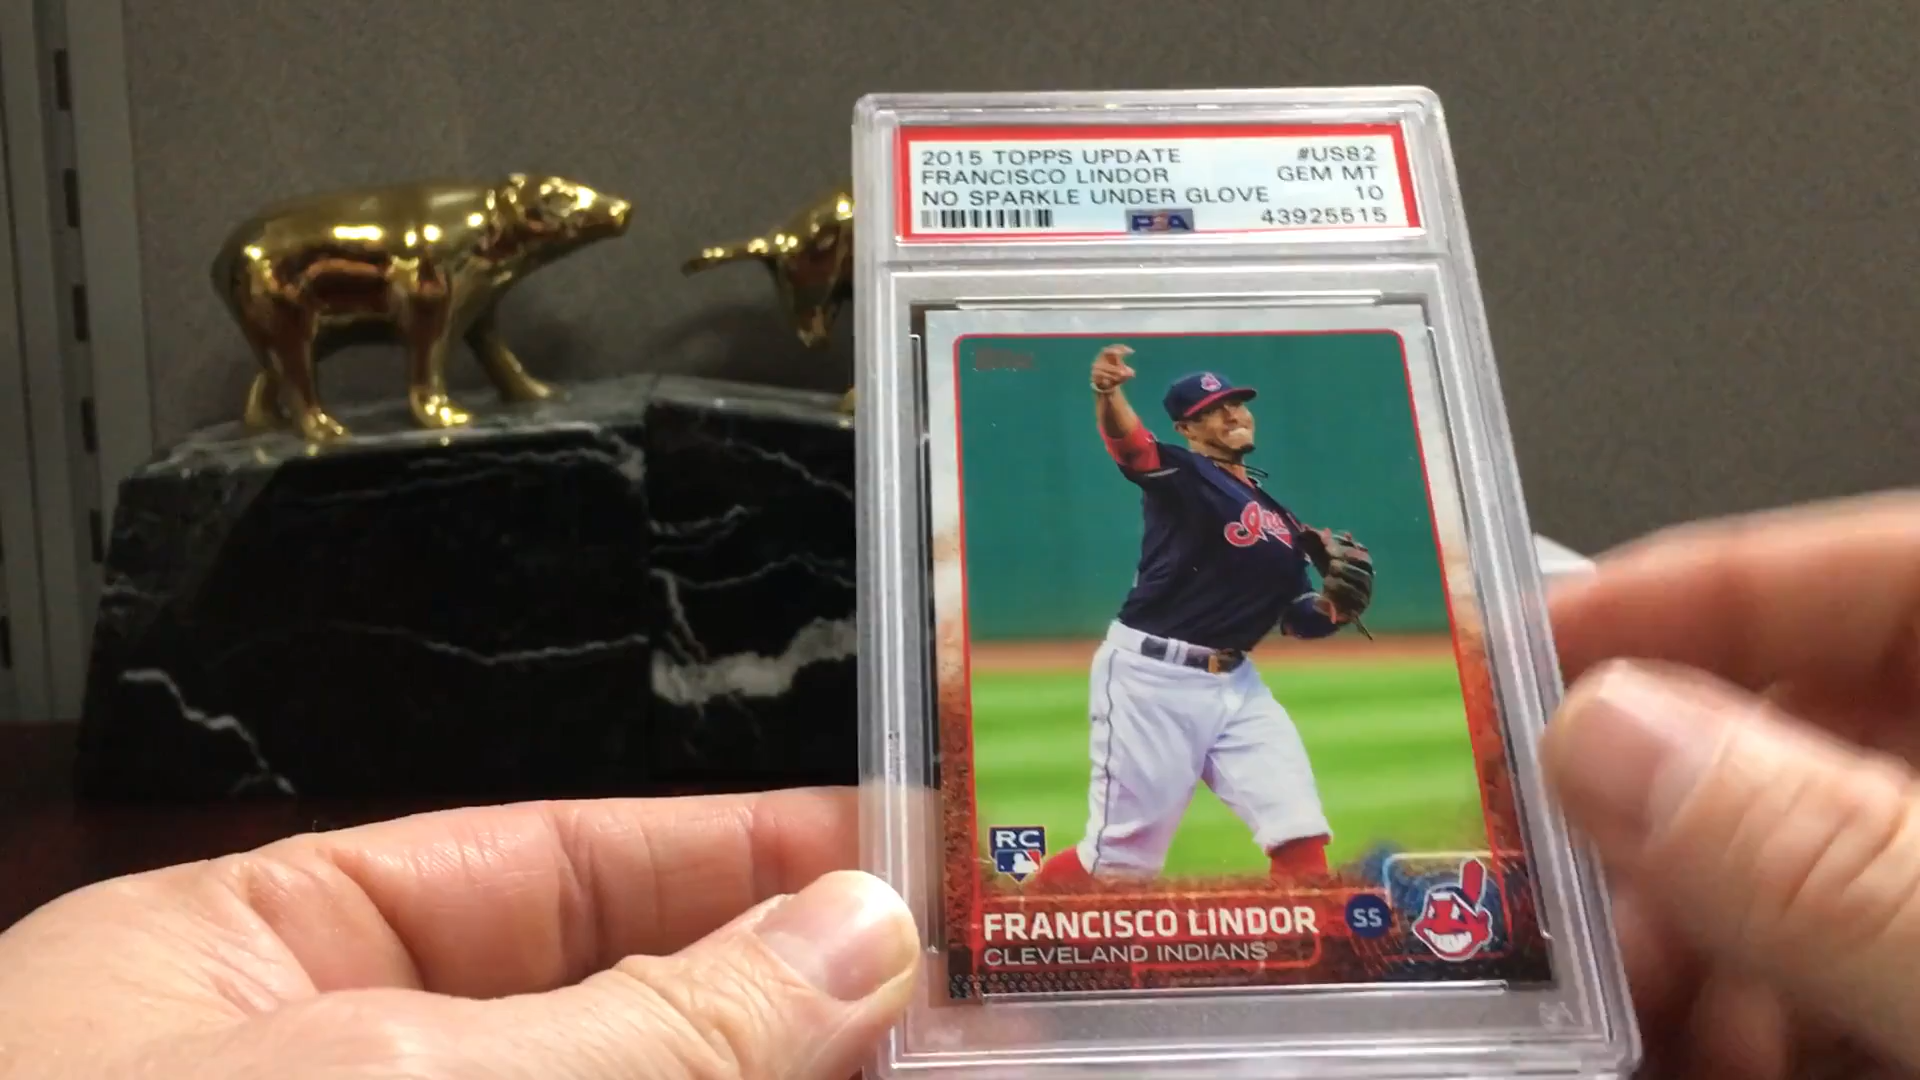 2015 TOPPS UPDATE #US82
FRANCISCO LINDOR GEM MT
NO SPARKLE UNDER GLOVE 10
PSA 43925515
RC
FRANCISCO LINDOR SS
CLEVELAND INDIANS®